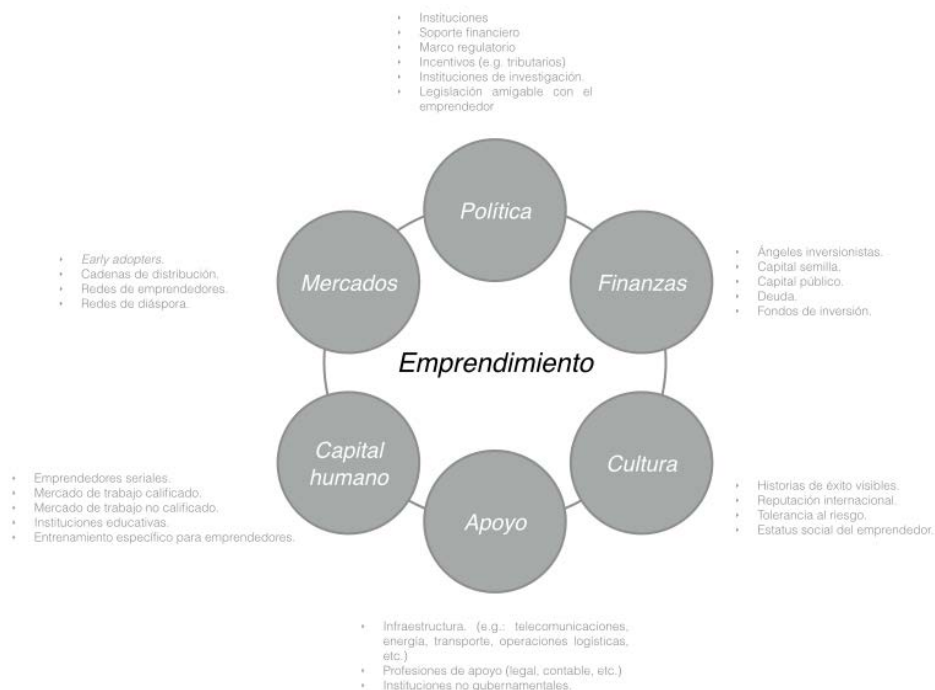 Instituciones
Soporte financiero
Marco regulatorio
Incentivos (e.g. tributarios)
Instituciones de investigación.
Legislación amigable con el
emprendedor
Política
Mercados
Early adopters.
Cadenas de distribución.
Redes de emprendedores.
Redes de diáspora.
Finanzas
Ángeles inversionistas.
Capital semilla.
Capital público.
Deuda.
Fondos de inversión.
Emprendimiento
Capital
humano
Emprendedores seriales.
Mercado de trabajo calificado.
Mercado de trabajo no calificado.
Instituciones educativas.
Entrenamiento específico para emprendedores.
Cultura
Historias de éxito visibles.
Reputación internacional.
Tolerancia al riesgo.
Estatus social del emprendedor.
Apoyo
Infraestructura. (e.g.: telecomunicaciones,
energía, transporte, operaciones logísticas,
etc.)
Profesiones de apoyo (legal, contable, etc.)
Instituciones no gubernamentales.